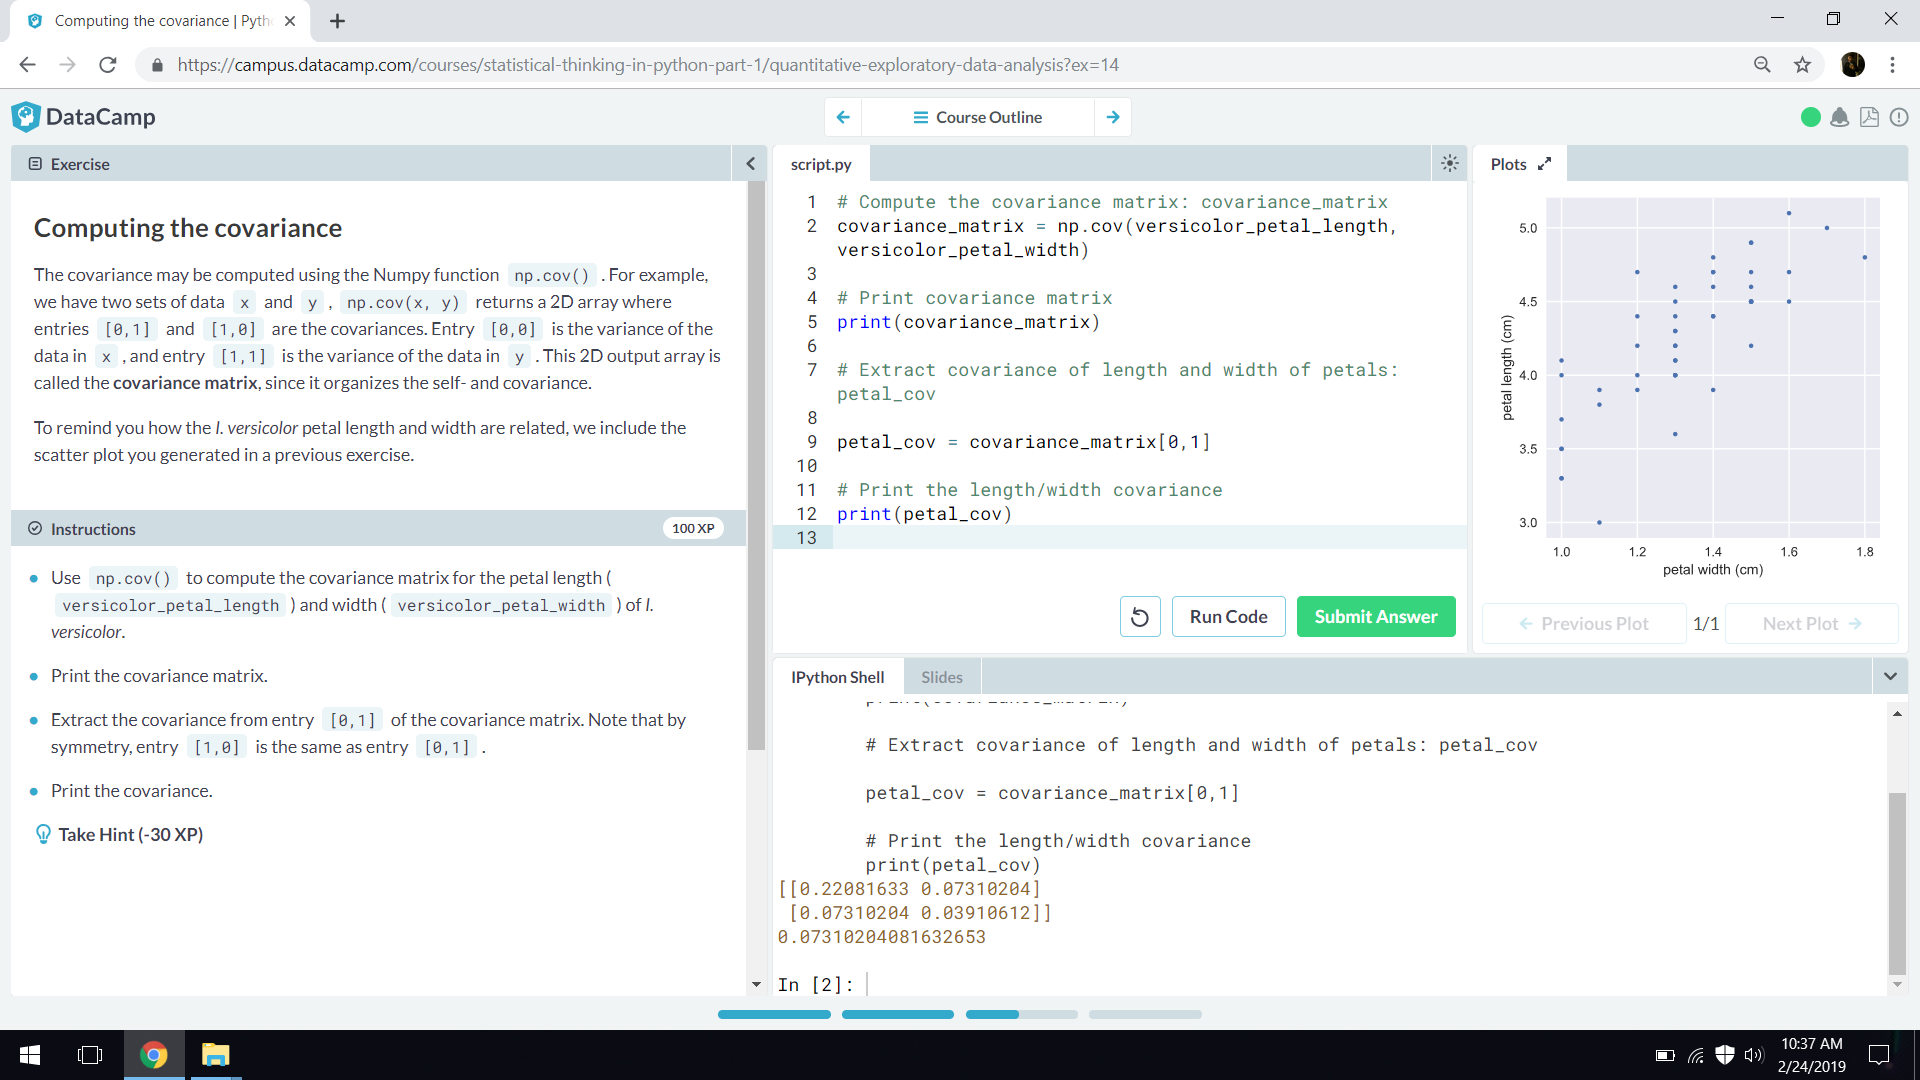 Computing the covariance | Pyth
https://campus.datacamp.com/courses/statistical-thinking-in-python-part-1/quantitative-exploratory-data-analysis?ex=14
DataCamp
Course Outline
Exercise
Computing the covariance
The covariance may be computed using the Numpy function np.cov() . For example,
we have two sets of data x and y , np.cov(x, y) returns a 2D array where
entries [0,1] and [1,0] are the covariances. Entry [0,0] is the variance of the
data in x , and entry [1,1] is the variance of the data in y . This 2D output array is
called the covariance matrix, since it organizes the self- and covariance.
To remind you how the I. versicolor petal length and width are related, we include the
scatter plot you generated in a previous exercise.
Instructions
100 XP
Use np.cov() to compute the covariance matrix for the petal length (
versicolor_petal_length ) and width ( versicolor_petal_width ) of I.
versicolor.
Print the covariance matrix.
Extract the covariance from entry [0,1] of the covariance matrix. Note that by
symmetry, entry [1,0] is the same as entry [0,1] .
Print the covariance.
Take Hint (-30 XP)
script.py
1 # Compute the covariance matrix: covariance_matrix
2 covariance_matrix = np.cov(versicolor_petal_length,
versicolor_petal_width)
3
4 # Print covariance matrix
5 print(covariance_matrix)
6
7 # Extract covariance of length and width of petals:
petal_cov
8
9 petal_cov = covariance_matrix[0,1]
10
11 # Print the length/width covariance
12 print(petal_cov)
13
Run Code
Submit Answer
Plots
5.0
4.5
4.0
3.5
3.0
petal length (cm)
1.0 1.2 1.4 1.6 1.8
petal width (cm)
Previous Plot
1/1
Next Plot
IPython Shell
Slides
# Extract covariance of length and width of petals: petal_cov
petal_cov = covariance_matrix[0,1]
# Print the length/width covariance
print(petal_cov)
[[0.22081633 0.07310204]
[0.07310204 0.03910612]]
0.07310204081632653
In [2]:
10:37 AM
2/24/2019